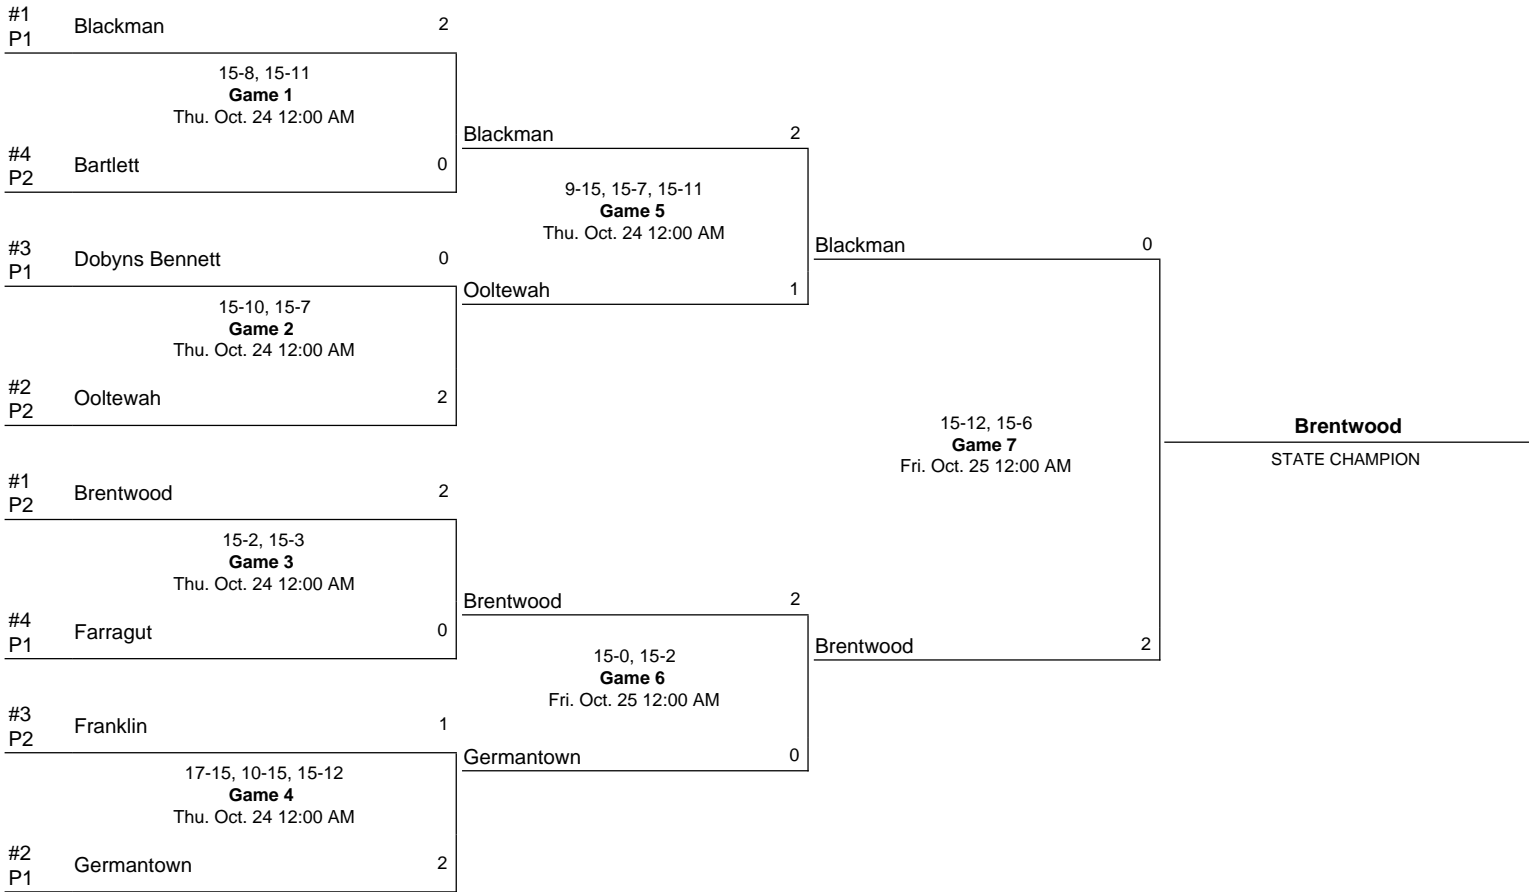 #1
P1
Blackman 2
15-8, 15-11
Game 1
Thu. Oct. 24 12:00 AM
#4
P2
Bartlett 0
#3
P1
Dobyns Bennett 0
15-10, 15-7
Game 2
Thu. Oct. 24 12:00 AM
#2
P2
Ooltewah 2
#1
P2
Brentwood 2
15-2, 15-3
Game 3
Thu. Oct. 24 12:00 AM
#4
P1
Farragut 0
#3
P2
Franklin 1
17-15, 10-15, 15-12
Game 4
Thu. Oct. 24 12:00 AM
#2
P1
Germantown 2
Blackman 2
9-15, 15-7, 15-11
Game 5
Thu. Oct. 24 12:00 AM
Ooltewah 1
Brentwood 2
15-0, 15-2
Game 6
Fri. Oct. 25 12:00 AM
Germantown 0
Blackman 0
15-12, 15-6
Game 7
Fri. Oct. 25 12:00 AM
Brentwood 2
Brentwood
STATE CHAMPION